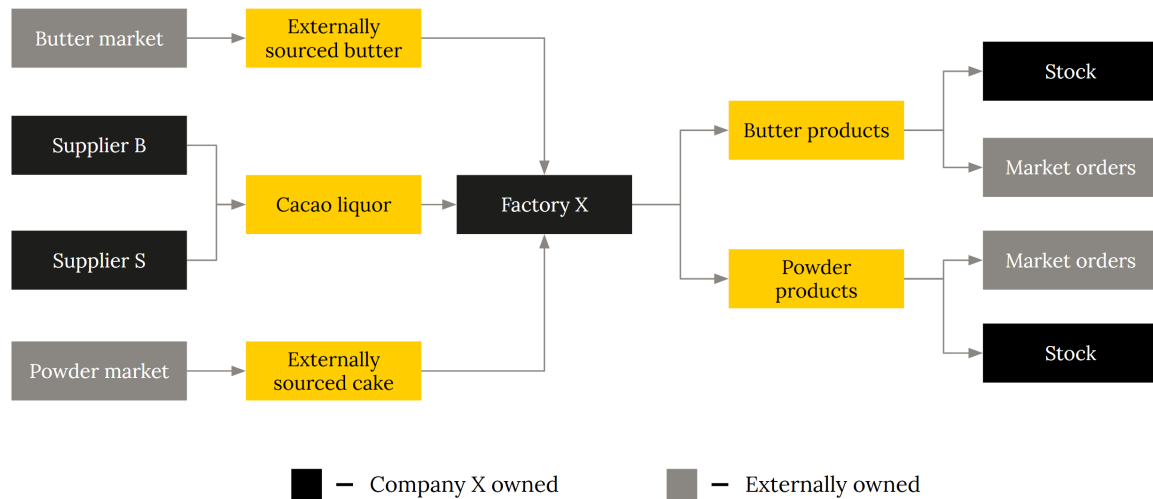 Butter market
Externally
sourced butter
Supplier B
Supplier S
Cacao liquor
Powder market
Externally
sourced cake
Factory X
Butter products
Powder
products
Stock
Market orders
Market orders
Stock
– Company X owned
– Externally owned